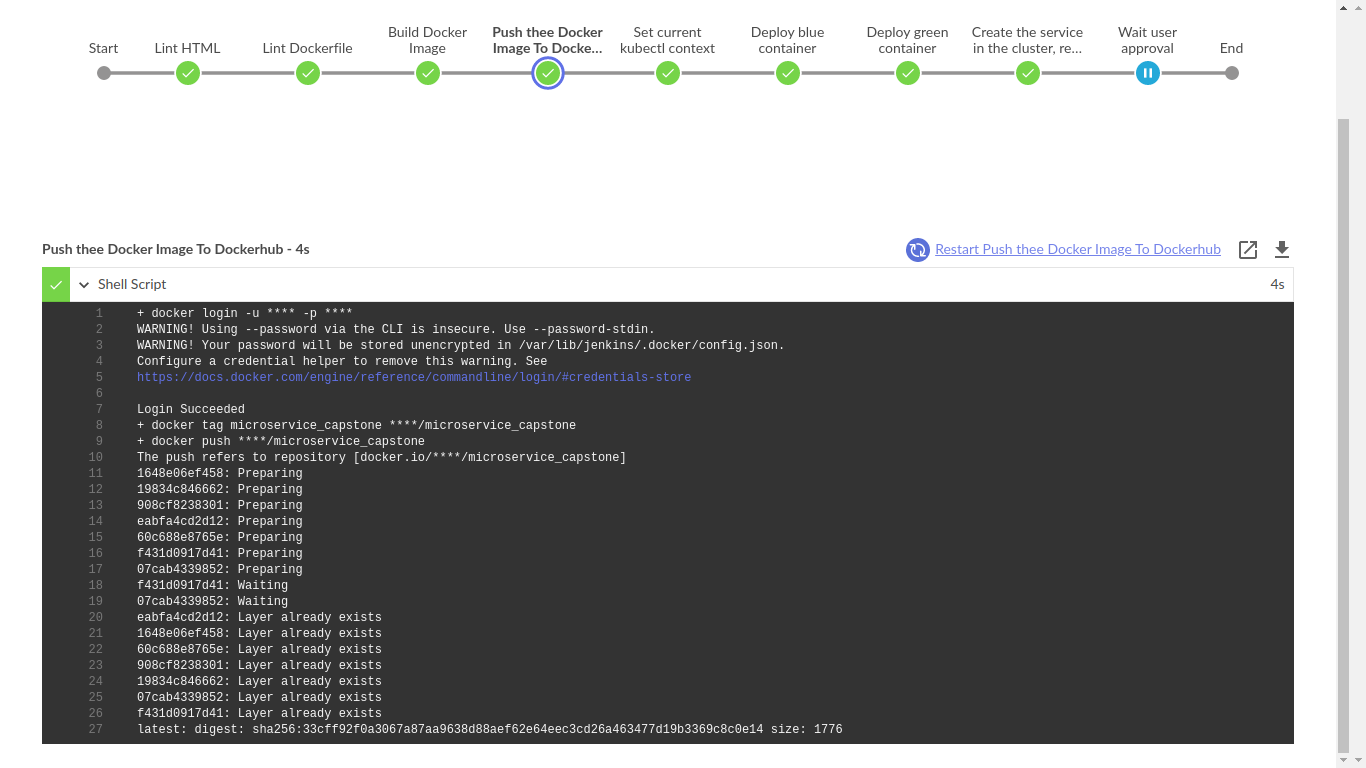 Start
Lint HTML
Lint Dockerfile
Build Docker
Image
Push thee Docker
Image To Docke...
Set current
kubectl context
Deploy blue
container
Deploy green
container
Create the service
in the cluster, re...
Wait user
approval
End
Push thee Docker Image To Dockerhub - 4s
Restart Push thee Docker Image To Dockerhub
Shell Script
4s
1 + docker login -u **** -p ****
2 WARNING! Using --password via the CLI is insecure. Use --password-stdin.
3 WARNING! Your password will be stored unencrypted in /var/lib/jenkins/.docker/config.json.
4 Configure a credential helper to remove this warning. See
5 https://docs.docker.com/engine/reference/commandline/login/#credentials-store
6
7 Login Succeeded
8 + docker tag microservice_capstone ****/microservice_capstone
9 + docker push ****/microservice_capstone
10 The push refers to repository [docker.io/****/microservice_capstone]
11 1648e06ef458: Preparing
12 19834c846662: Preparing
13 908cf8238301: Preparing
14 eabfa4cd2d12: Preparing
15 60c688e8765e: Preparing
16 f431d0917d41: Preparing
17 07cab4339852: Preparing
18 f431d0917d41: Waiting
19 07cab4339852: Waiting
20 eabfa4cd2d12: Layer already exists
21 1648e06ef458: Layer already exists
22 60c688e8765e: Layer already exists
23 908cf8238301: Layer already exists
24 19834c846662: Layer already exists
25 07cab4339852: Layer already exists
26 f431d0917d41: Layer already exists
27 latest: digest: sha256:33cff92f0a3067a87aa9638d88aef62e64eec3cd26a463477d19b3369c8c0e14 size: 1776